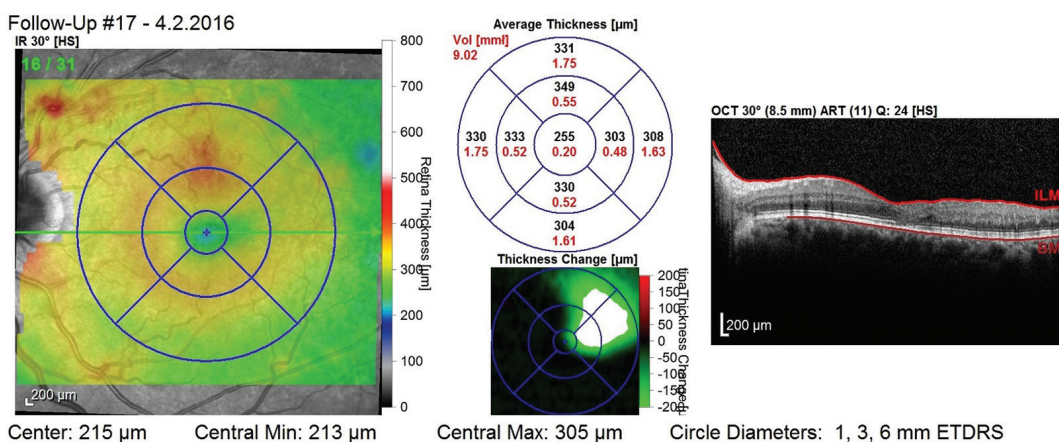 Follow-Up #17 - 4.2.2016
IR 30° [HS]
16 / 31
800
700
600
500
400
300
200
100
0
Retina Thickness [µm]
200 µm
Average Thickness [µm]
Vol [mmł]
9.02
331
1.75
349
0.55
330 333 255 303 308
1.75 0.52 0.20 0.48 1.63
330
0.52
304
1.61
Thickness Change [µm]
200
150
100
50
0
-50
-100
-150
-200
OCT 30° (8.5 mm) ART (11) Q: 24 [HS]
ILM
BM
200 µm
Center: 215 µm Central Min: 213 µm Central Max: 305 µm Circle Diameters: 1, 3, 6 mm ETDRS